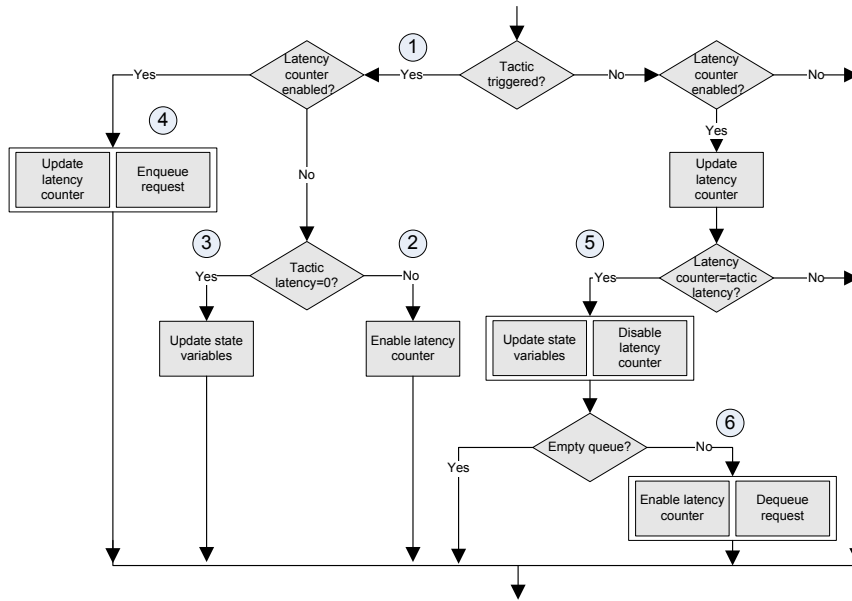 1
Latency
counter
enabled?
Tactic
triggered?
Latency
counter
enabled?
Yes
Yes
No
No
4
Yes
Update
latency
counter
Enqueue
request
Update
latency
counter
No
3
2
5
Tactic
latency=0?
Latency
counter=tactic
latency?
Yes
No
Yes
No
Update state
variables
Enable latency
counter
Update state
variables
Disable
latency
counter
6
Empty queue?
No
Yes
Enable latency
counter
Dequeue
request